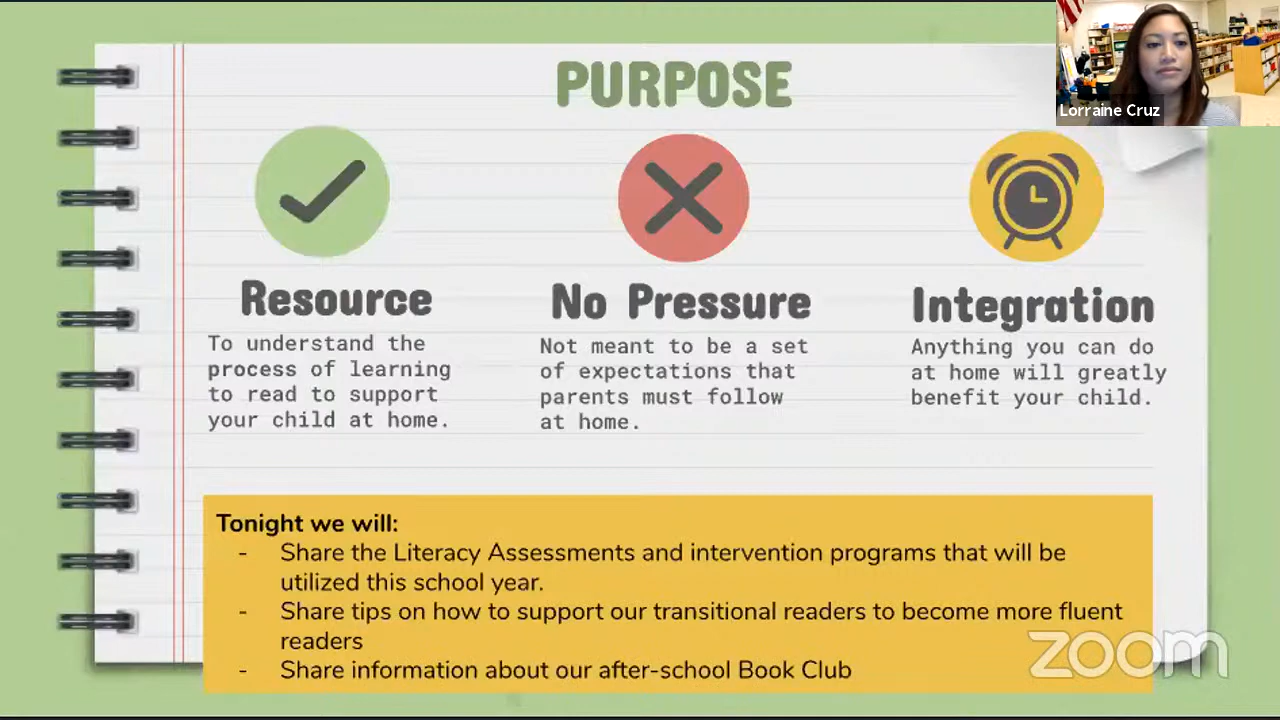 PURPOSE
Lorraine Cruz
Resource
To understand the
process of learning
to read to support
your child at home.
No Pressure
Not meant to be a set
of expectations that
parents must follow
at home.
Integration
Anything you can do
at home will greatly
benefit your child.
Tonight we will:
- Share the Literacy Assessments and intervention programs that will be
utilized this school year.
- Share tips on how to support our transitional readers to become more fluent
readers
- Share information about our after-school Book Club
zoom